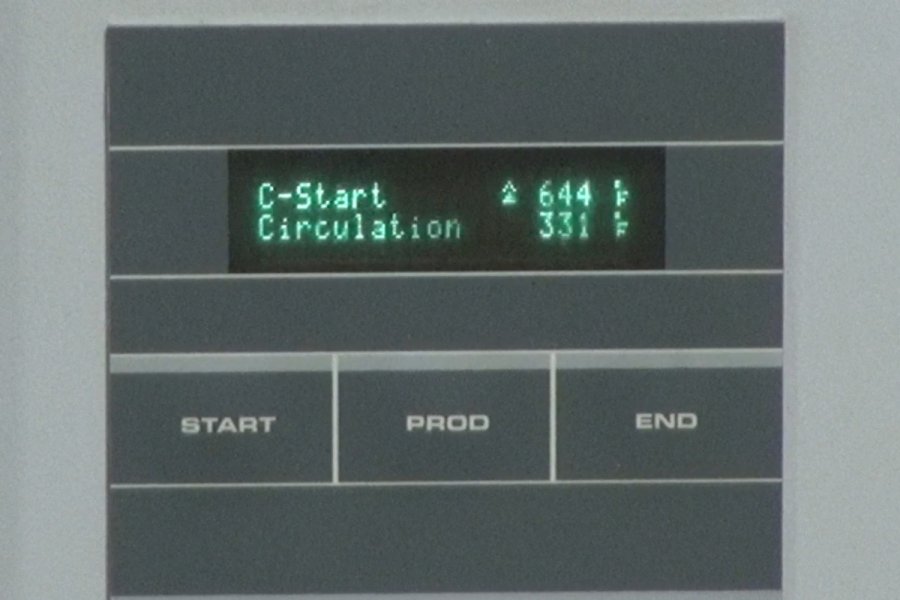 C-Start 644
Circulation 331
START PROD END